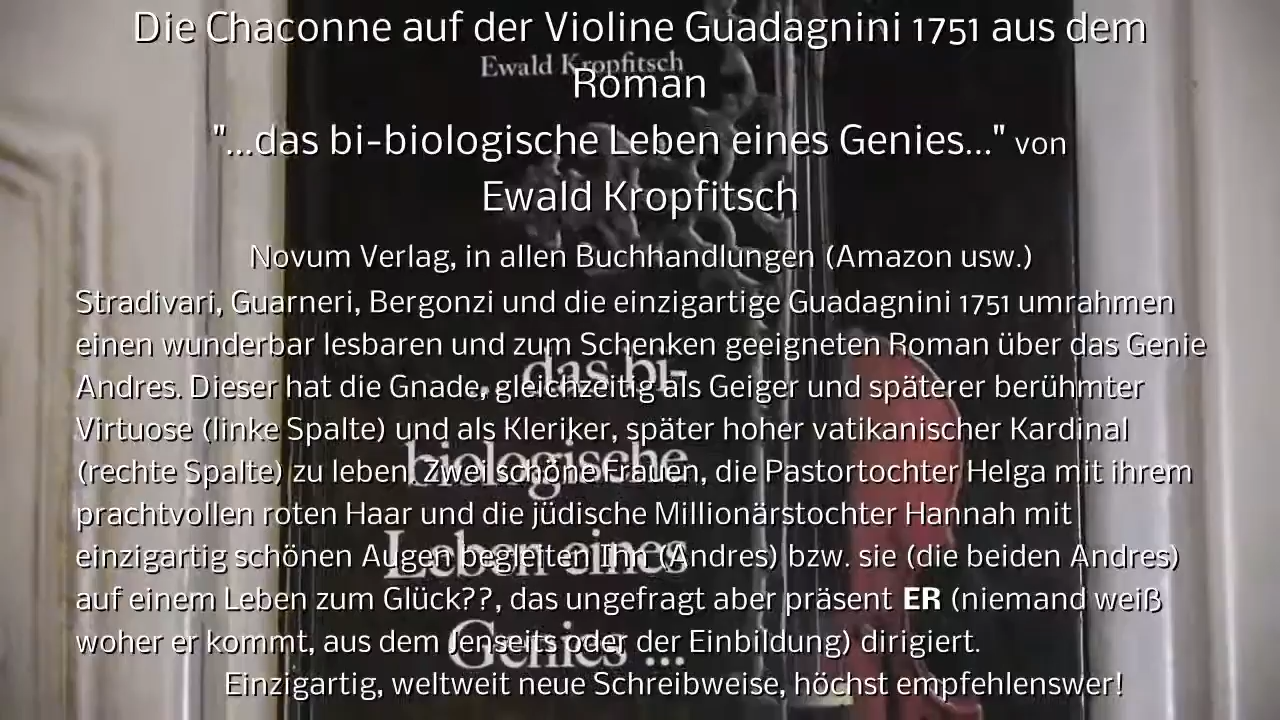 Die Chaconne auf der Violine Guadagnini 1751 aus dem
Ewald Kropfitsch
Roman
"...das bi-biologische Leben eines Genies..." von
Ewald Kropfitsch
Novum Verlag, in allen Buchhandlungen (Amazon usw.)
Stradivari, Guarneri, Bergonzi und die einzigartige Guadagnini 1751 umrahmen
einen wunderbar lesbaren und zum Schenken geeigneten Roman über das Genie
... das bi-
Andres. Dieser hat die Gnade, gleichzeitig als Geiger und späterer berühmter
Virtuose (linke Spalte) und als Kleriker, später hoher vatikanischer Kardinal
biologische
(rechte Spalte) zu leben. Zwei schöne Frauen, die Pastortochter Helga mit ihrem
prachtvollen roten Haar und die jüdische Millionärstochter Hannah mit
Leben eines
einzigartig schönen Augen begleiten Ihn (Andres) bzw. sie (die beiden Andres)
auf einem Leben zum Glück??, das ungefragt aber präsent ER (niemand weiß
woher er kommt, aus dem Jenseits oder der Einbildung) dirigiert.
Genies ...
Einzigartig, weltweit neue Schreibweise, höchst empfehlenswer!